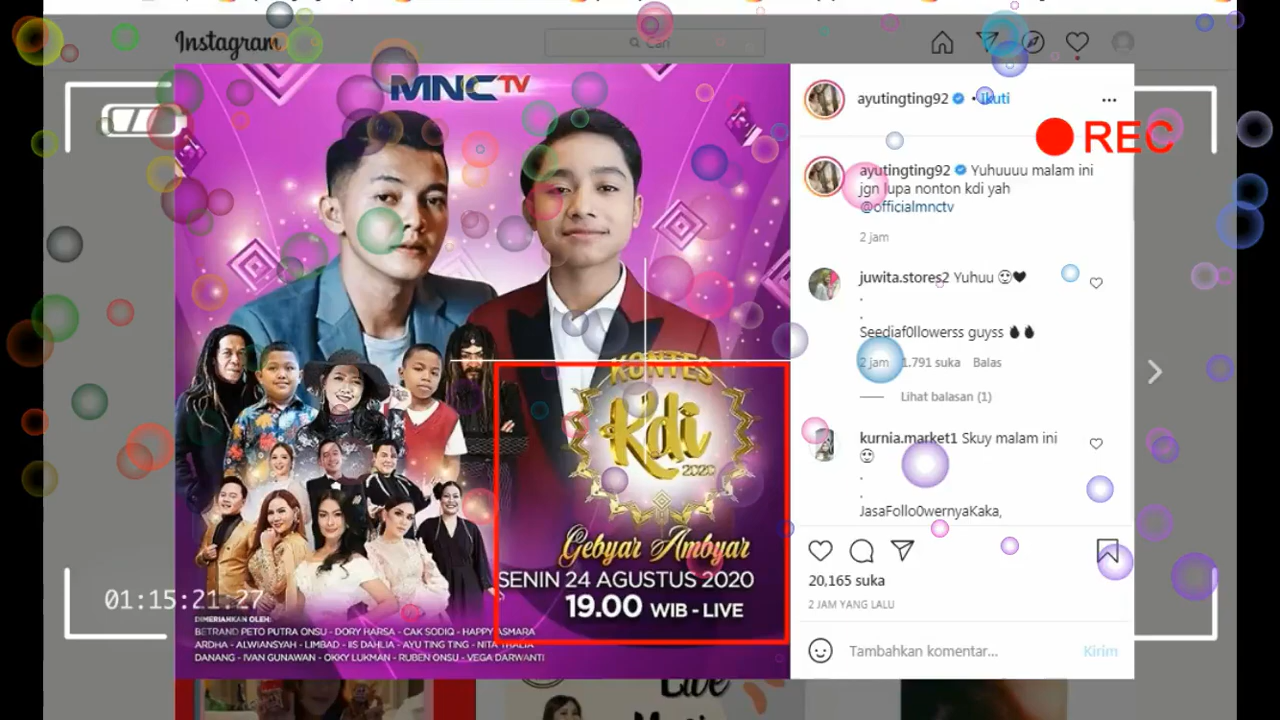 Instagram
Cari
MNCTV
ayutingting92 • Ikuti
REC
ayutingting92 Yuhuuuu malam ini
jgn lupa nonton kdi yah
@officialmnctv
2 jam
juwita.stores2 Yuhuu
.
.
Seediaf0llowerss guyss
2 jam 1.791 suka Balas
Lihat balasan (1)
kurnia.market1 Skuy malam ini
.
.
JasaFollo0wernyaKaka,
KONTES
Kdi
2020
Gebyar Ambyar
SENIN 24 AGUSTUS 2020
19.00 WIB - LIVE
20,165 suka
2 JAM YANG LALU
01:15:21.27
DIMERIAHKAN OLEH:
BETRAND PETO PUTRA ONSU - DORY HARSA - CAK SODIQ - HAPPY ASMARA
ARDHA - ALWIANSYAH - LIMBAD - IIS DAHLIA - AYU TING TING - NITA THALIA
DANANG - IVAN GUNAWAN - OKKY LUKMAN - RUBEN ONSU - VEGA DARWANTI
Tambahkan komentar... Kirim
Live